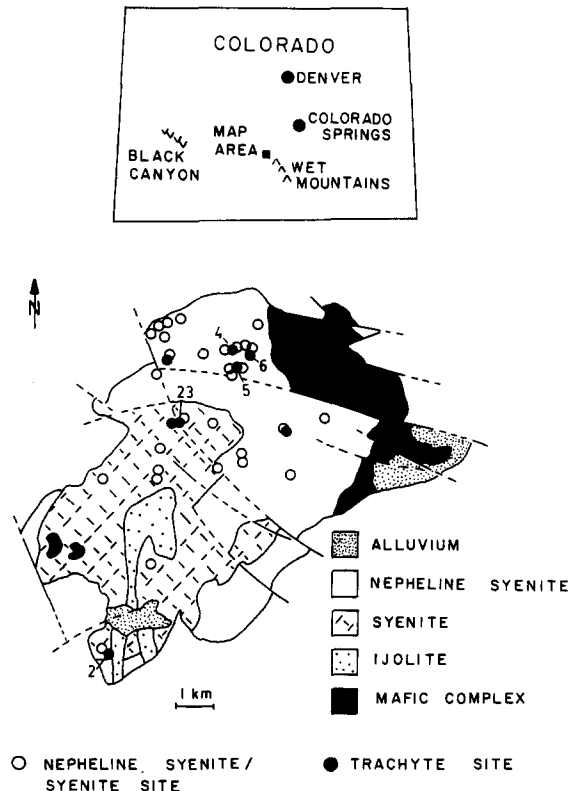 COLORADO
DENVER
COLORADO
SPRINGS
MAP
AREA
BLACK
CANYON
WET
MOUNTAINS
N
4
6
5
23
2
1 km
ALLUVIUM
NEPHELINE SYENITE
SYENITE
IJOLITE
MAFIC COMPLEX
NEPHELINE SYENITE/
SYENITE SITE
TRACHYTE SITE